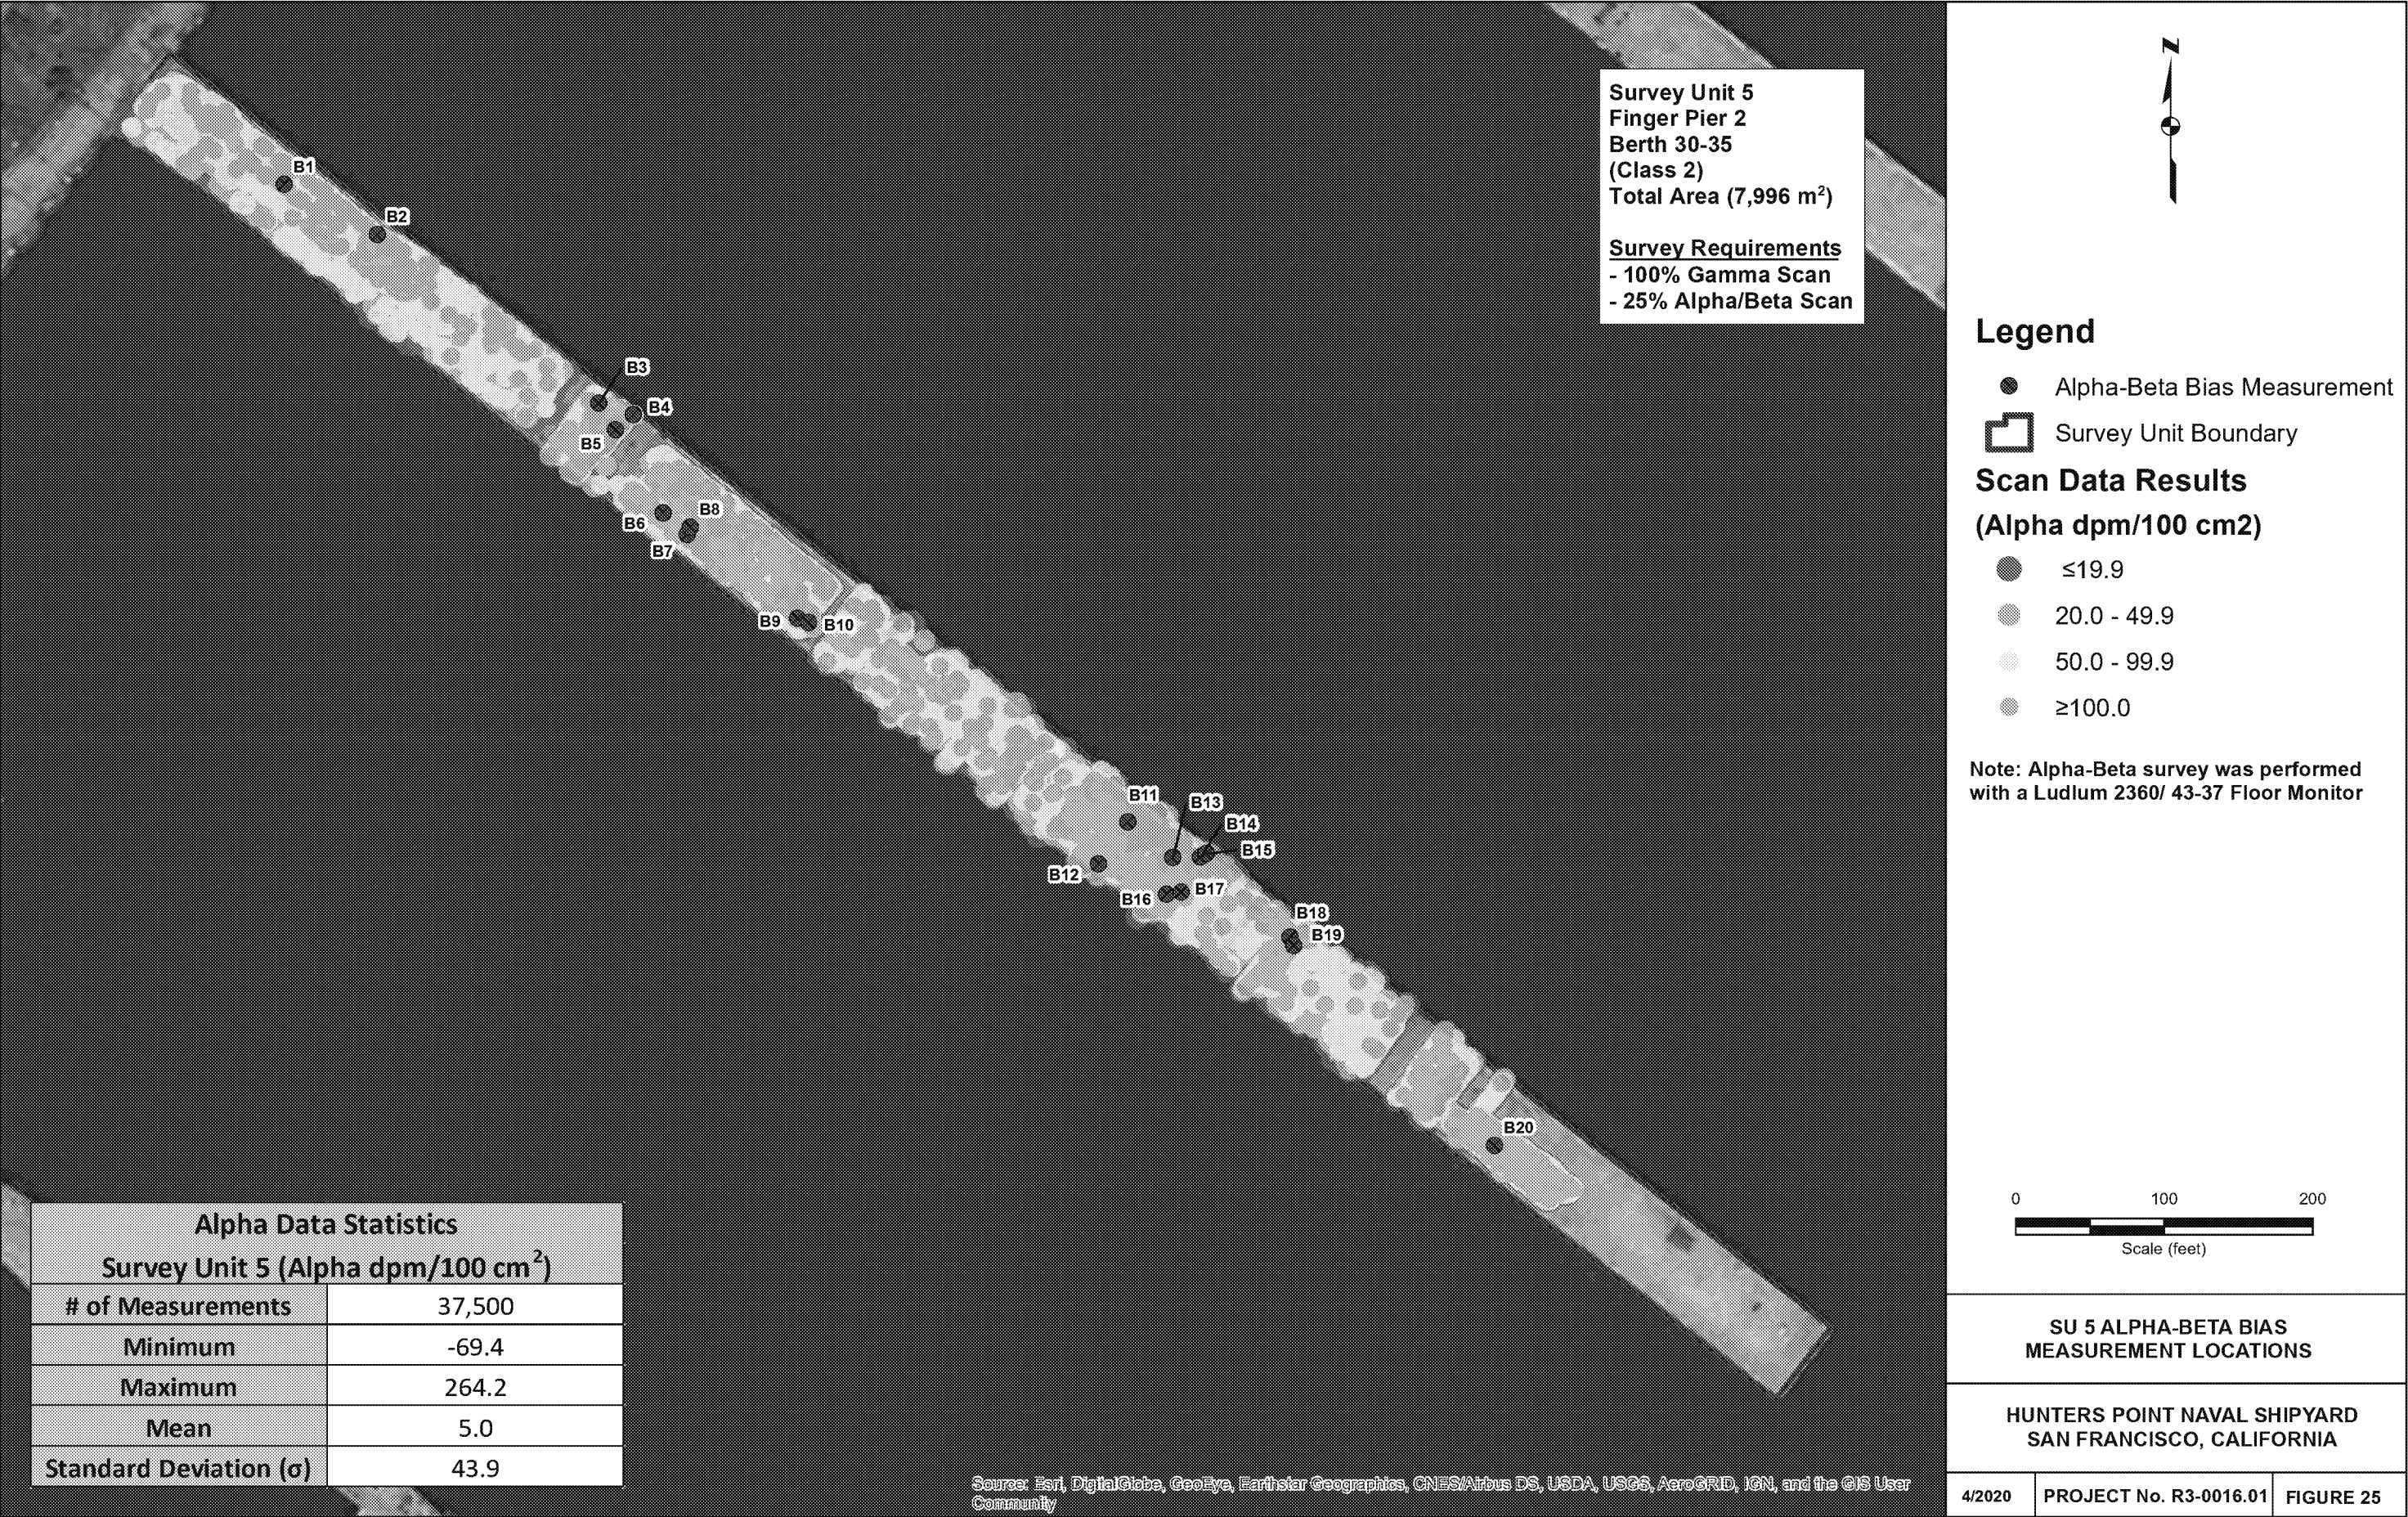 Survey Unit 5
Finger Pier 2
Berth 30-35
(Class 2)
Total Area (7,996 m²)
Survey Requirements
- 100% Gamma Scan
- 25% Alpha/Beta Scan
B1
B2
B3
B4
B5
B6
B8
B7
B9
B10
B11
B13
B14
B15
B12
B16
B17
B18
B19
B20
Alpha Data Statistics
Survey Unit 5 (Alpha dpm/100 cm²)
# of Measurements 37,500
Minimum -69.4
Maximum 264.2
Mean 5.0
Standard Deviation (σ) 43.9
Source: Esri, DigitalGlobe, GeoEye, Earthstar Geographics, CNES/Airbus DS, USDA, USGS, AeroGRID, IGN, and the GIS User
Community
N
Legend
Alpha-Beta Bias Measurement
Survey Unit Boundary
Scan Data Results
(Alpha dpm/100 cm2)
≤19.9
20.0 - 49.9
50.0 - 99.9
≥100.0
Note: Alpha-Beta survey was performed
with a Ludlum 2360/ 43-37 Floor Monitor
0 100 200
Scale (feet)
SU 5 ALPHA-BETA BIAS
MEASUREMENT LOCATIONS
HUNTERS POINT NAVAL SHIPYARD
SAN FRANCISCO, CALIFORNIA
4/2020 PROJECT No. R3-0016.01 FIGURE 25